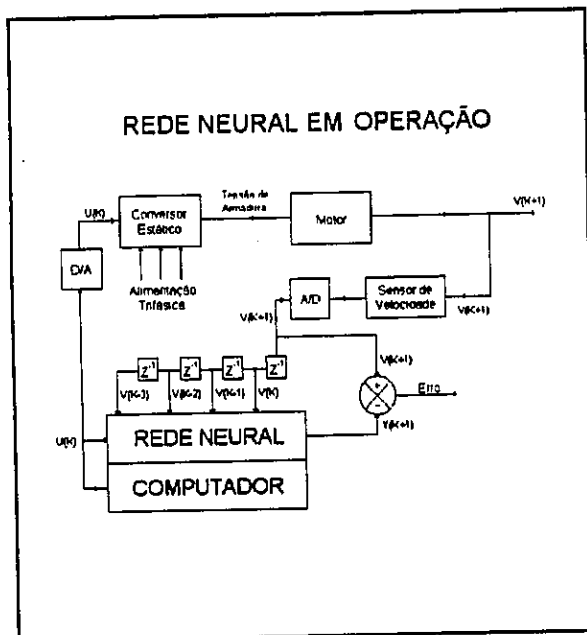 REDE NEURAL EM OPERAÇÃO
U(K)
Conversor
Estático
Tensão de
Armadura
Motor
V(K+1)
D/A
Alimentação
Trifásica
A/D
Sensor de
Velocidade
V(K+1)
V(K+1)
Z⁻¹
Z⁻¹
Z⁻¹
Z⁻¹
V(K+1)
V(K-3)
V(K-2)
V(K-1)
V(K)
+
−
Erro
U(K)
REDE NEURAL
Y(K+1)
COMPUTADOR